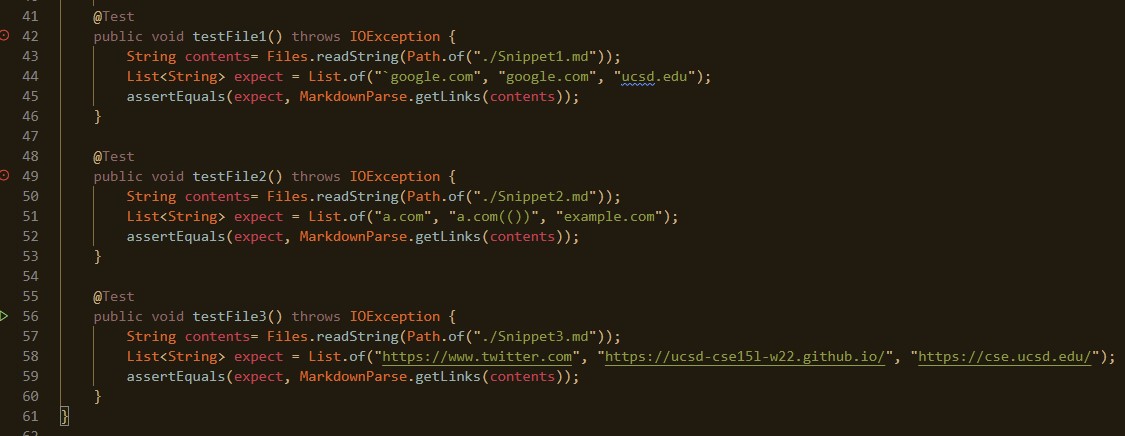 41 @Test
42 public void testFile1() throws IOException {
43 String contents= Files.readString(Path.of("./Snippet1.md"));
44 List<String> expect = List.of("`google.com", "google.com", "ucsd.edu");
45 assertEquals(expect, MarkdownParse.getLinks(contents));
46 }
47
48 @Test
49 public void testFile2() throws IOException {
50 String contents= Files.readString(Path.of("./Snippet2.md"));
51 List<String> expect = List.of("a.com", "a.com(())", "example.com");
52 assertEquals(expect, MarkdownParse.getLinks(contents));
53 }
54
55 @Test
56 public void testFile3() throws IOException {
57 String contents= Files.readString(Path.of("./Snippet3.md"));
58 List<String> expect = List.of("https://www.twitter.com", "https://ucsd-cse15l-w22.github.io/", "https://cse.ucsd.edu/");
59 assertEquals(expect, MarkdownParse.getLinks(contents));
60 }
61 }